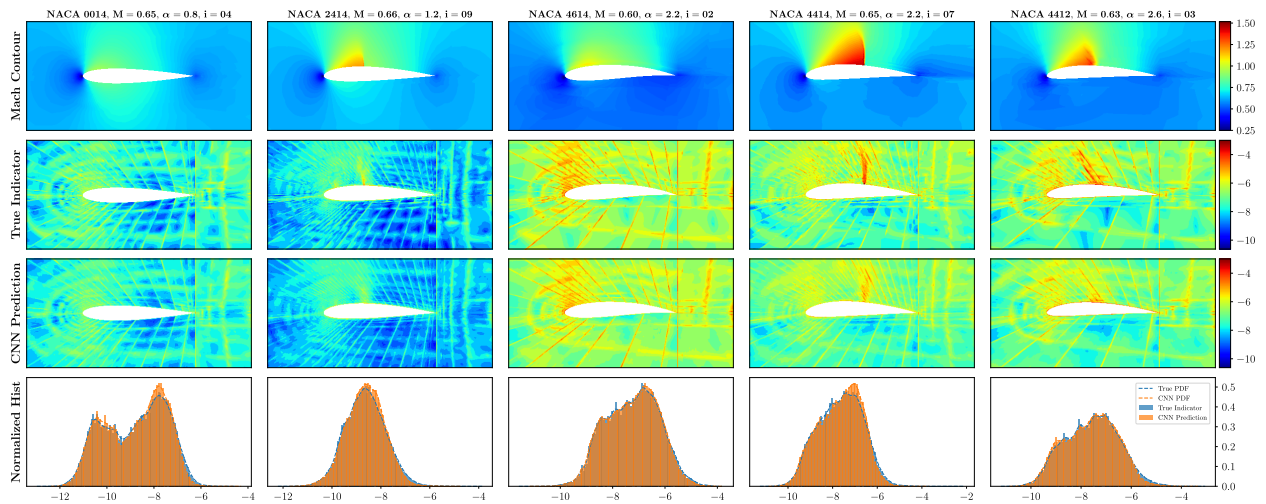 NACA 0014, M = 0.65, α = 0.8, i = 04
NACA 2414, M = 0.66, α = 1.2, i = 09
NACA 4614, M = 0.60, α = 2.2, i = 02
NACA 4414, M = 0.65, α = 2.2, i = 07
NACA 4412, M = 0.63, α = 2.6, i = 03
Mach Contour
1.50
1.25
1.00
0.75
0.50
0.25
True Indicator
−4
−6
−8
−10
CNN Prediction
−4
−6
−8
−10
Normalized Hist
True PDF
CNN PDF
True Indicator
CNN Prediction
0.5
0.4
0.3
0.2
0.1
0.0
−12 −10 −8 −6 −4
−12 −10 −8 −6 −4
−10 −8 −6 −4
−10 −8 −6 −4 −2
−10 −8 −6 −4